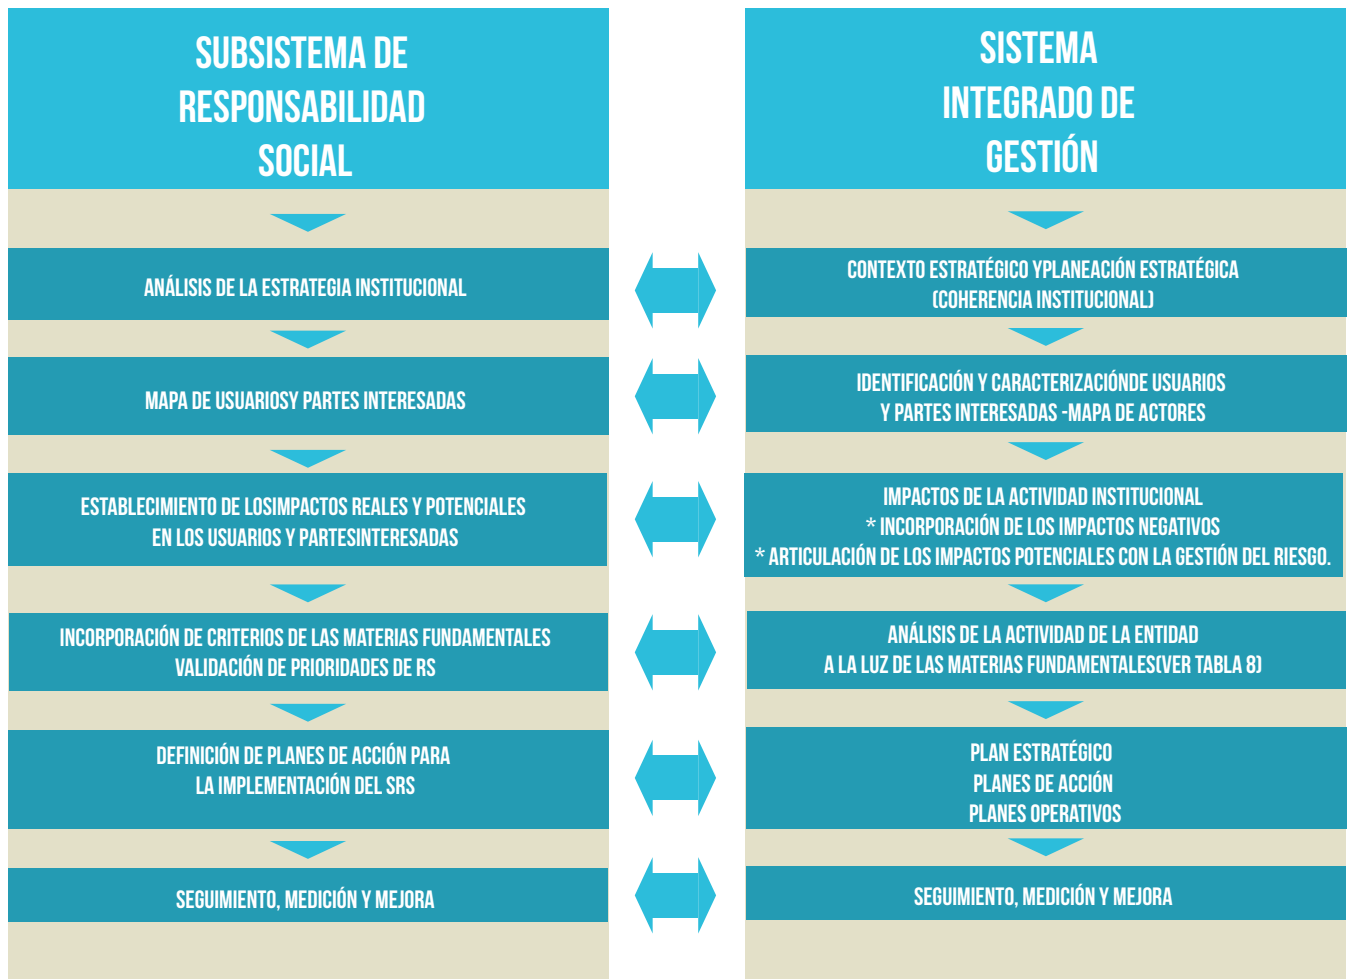 SUBSISTEMA DE
RESPONSABILIDAD
SOCIAL
ANÁLISIS DE LA ESTRATEGIA INSTITUCIONAL
MAPA DE USUARIOSY PARTES INTERESADAS
ESTABLECIMIENTO DE LOSIMPACTOS REALES Y POTENCIALES
EN LOS USUARIOS Y PARTESINTERESADAS
INCORPORACIÓN DE CRITERIOS DE LAS MATERIAS FUNDAMENTALES
VALIDACIÓN DE PRIORIDADES DE RS
DEFINICIÓN DE PLANES DE ACCIÓN PARA
LA IMPLEMENTACIÓN DEL SRS
SEGUIMIENTO, MEDICIÓN Y MEJORA
SISTEMA
INTEGRADO DE
GESTIÓN
CONTEXTO ESTRATÉGICO YPLANEACIÓN ESTRATÉGICA
(COHERENCIA INSTITUCIONAL)
IDENTIFICACIÓN Y CARACTERIZACIÓNDE USUARIOS
Y PARTES INTERESADAS -MAPA DE ACTORES
IMPACTOS DE LA ACTIVIDAD INSTITUCIONAL
* INCORPORACIÓN DE LOS IMPACTOS NEGATIVOS
* ARTICULACIÓN DE LOS IMPACTOS POTENCIALES CON LA GESTIÓN DEL RIESGO.
ANÁLISIS DE LA ACTIVIDAD DE LA ENTIDAD
A LA LUZ DE LAS MATERIAS FUNDAMENTALES(VER TABLA 8)
PLAN ESTRATÉGICO
PLANES DE ACCIÓN
PLANES OPERATIVOS
SEGUIMIENTO, MEDICIÓN Y MEJORA